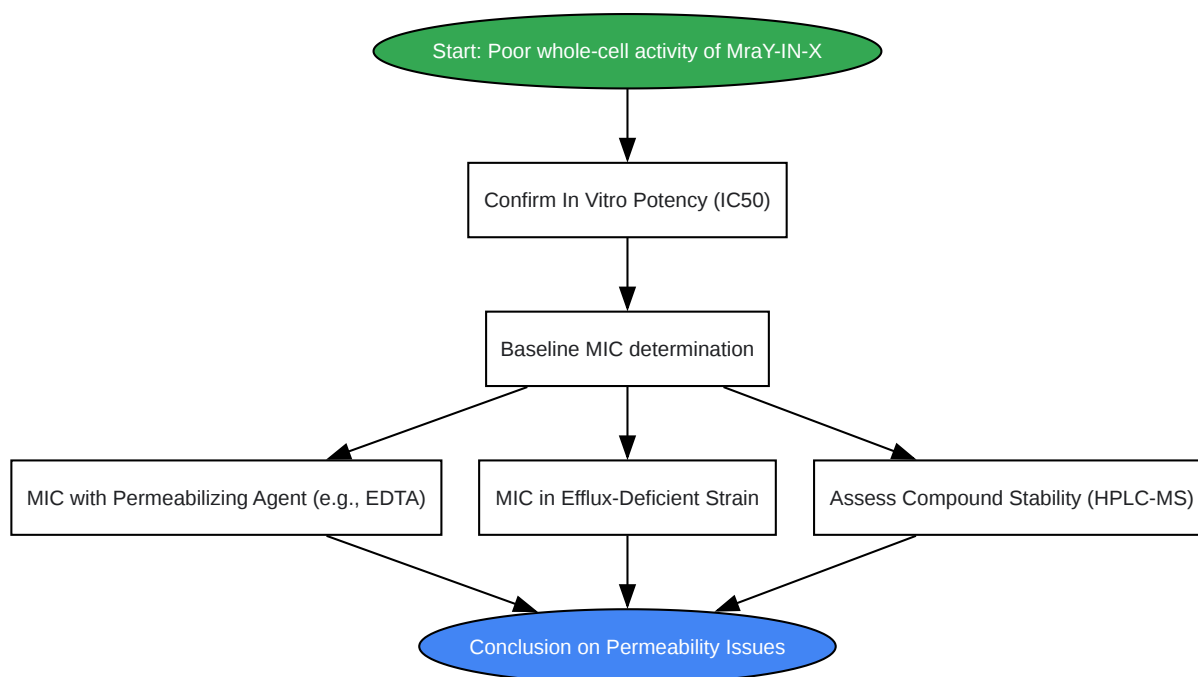 Start: Poor whole-cell activity of MraY-IN-X
Confirm In Vitro Potency (IC50)
Baseline MIC determination
MIC with Permeabilizing Agent (e.g., EDTA)
MIC in Efflux-Deficient Strain
Assess Compound Stability (HPLC-MS)
Conclusion on Permeability Issues